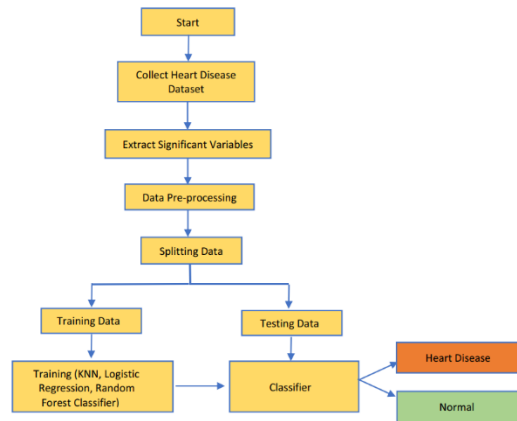 Start
Collect Heart Disease
Dataset
Extract Significant Variables
Data Pre-processing
Splitting Data
Training Data
Testing Data
Training (KNN, Logistic
Regression, Random
Forest Classifier)
Classifier
Heart Disease
Normal